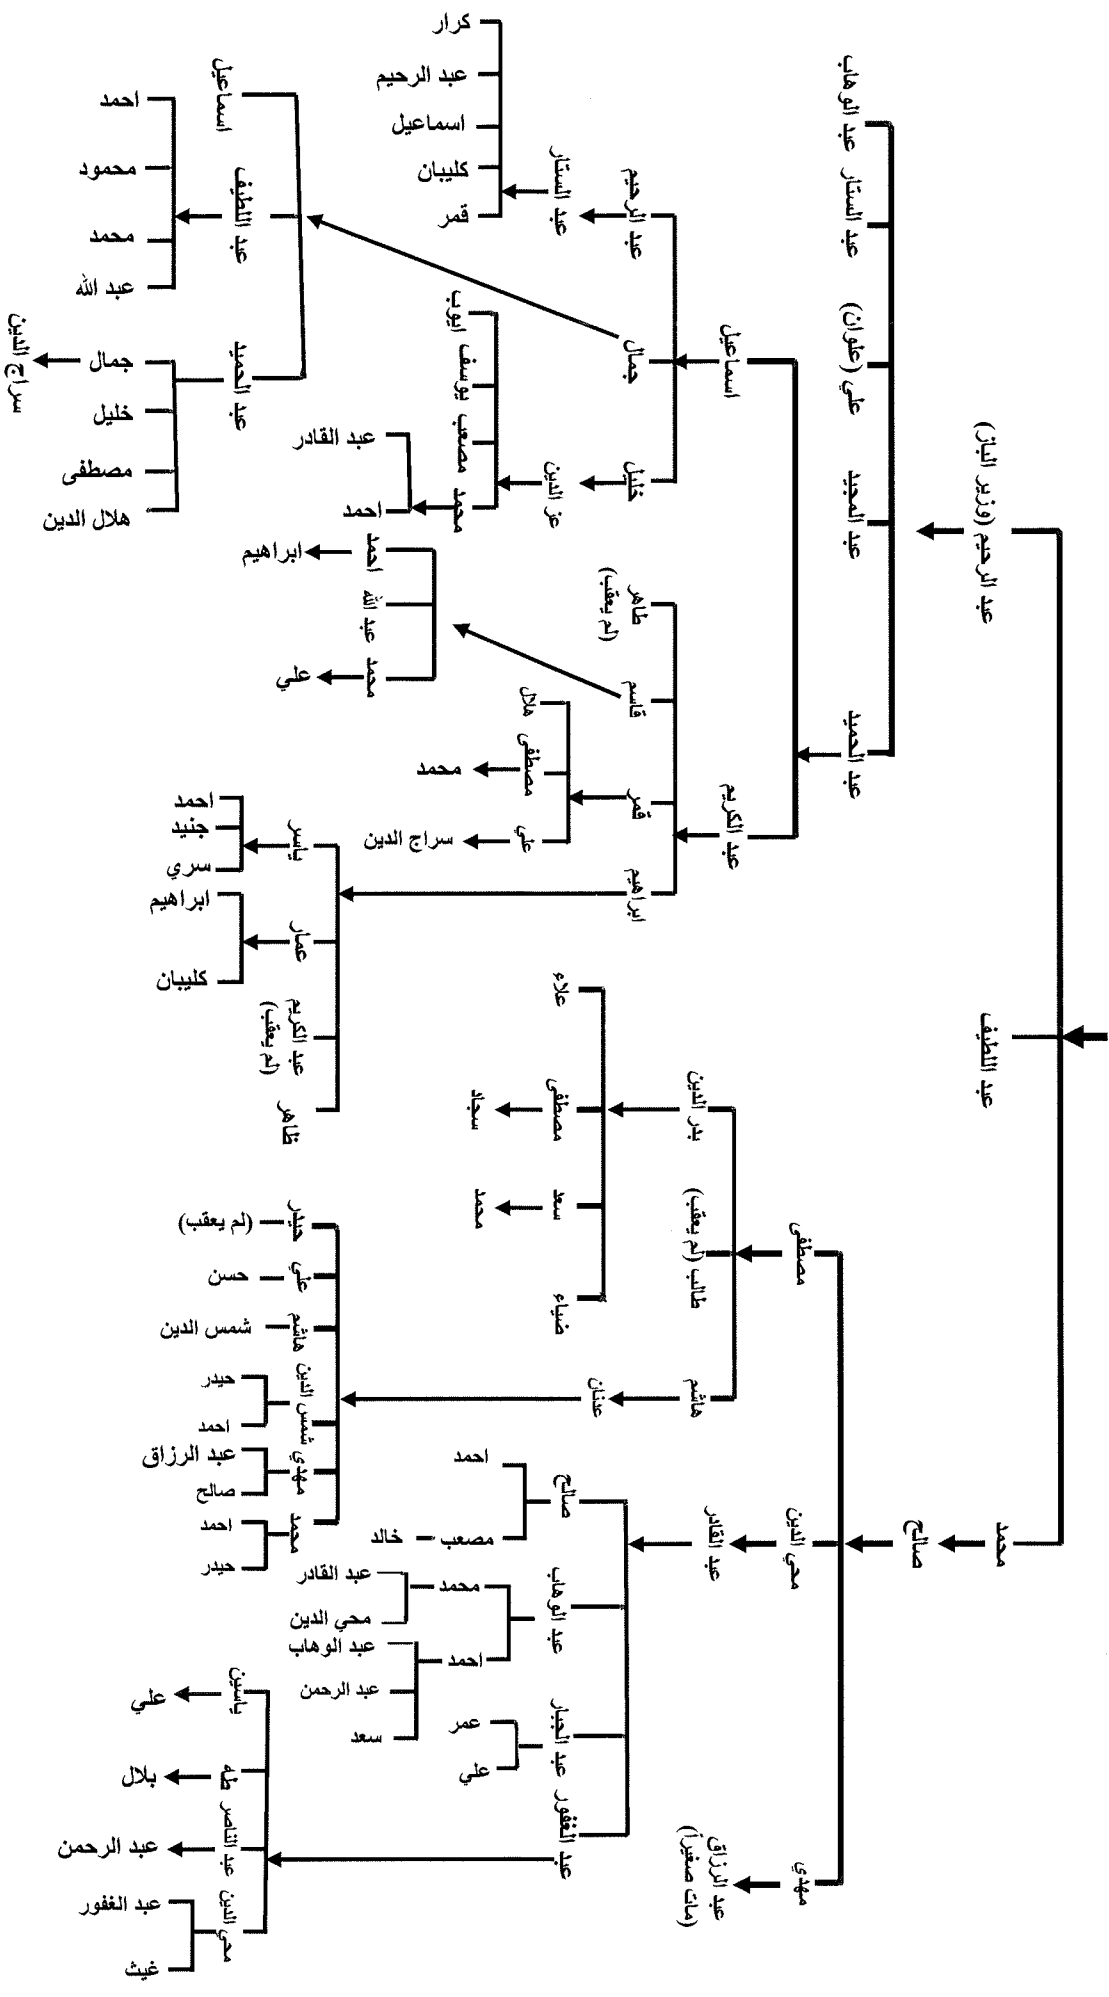 عبد الرحيم (وزير الباز)
عبد اللطيف
محمد
صالح
عبد الوهاب
عبد الستار
علي (علوان)
عبد المجيد
عبد الحميد
اسماعيل
عبد الكريم
عبد الرحيم
جمال
خليل
عبد الستار
كرار
عبد الرحيم
اسماعيل
كليبان
قمر
اسماعيل
عبد اللطيف
عبد الحميد
احمد
محمود
محمد
عبد الله
جمال
خليل
مصطفى
هلال الدين
سراج الدين
عز الدين
ايوب
يوسف
مصعب
محمد
عبد القادر
احمد
طاهر
(لم يعقب)
قاسم
قمر
ابراهيم
احمد
عبد الله
محمد
ابراهيم
علي
هلال
مصطفى
علي
محمد
سراج الدين
ياسر
عمار
عبد الكريم
(لم يعقب)
ظاهر
احمد
جنيد
سري
ابراهيم
كليبان
مصطفى
محي الدين
مهدي
بدر الدين
طالب (لم يعقب)
هاشم
علاء
مصطفى
سعد
ضياء
سجاد
محمد
عدنان
حيدر
علي
هاشم
شمس الدين
مهدي
محمد
(لم يعقب)
حسن
شمس الدين
حيدر
احمد
عبد الرزاق
صالح
احمد
حيدر
عبد القادر
صالح
عبد الوهاب
عبد الجبار
عبد الغفور
احمد
مصعب
خالد
محمد
احمد
عبد القادر
محي الدين
عبد الوهاب
عبد الرحمن
سعد
عمر
علي
ياسين
طه
عبد الناصر
محي الدين
علي
بلال
عبد الرحمن
عبد الغفور
غيث
عبد الرزاق
(مات صغيراً)